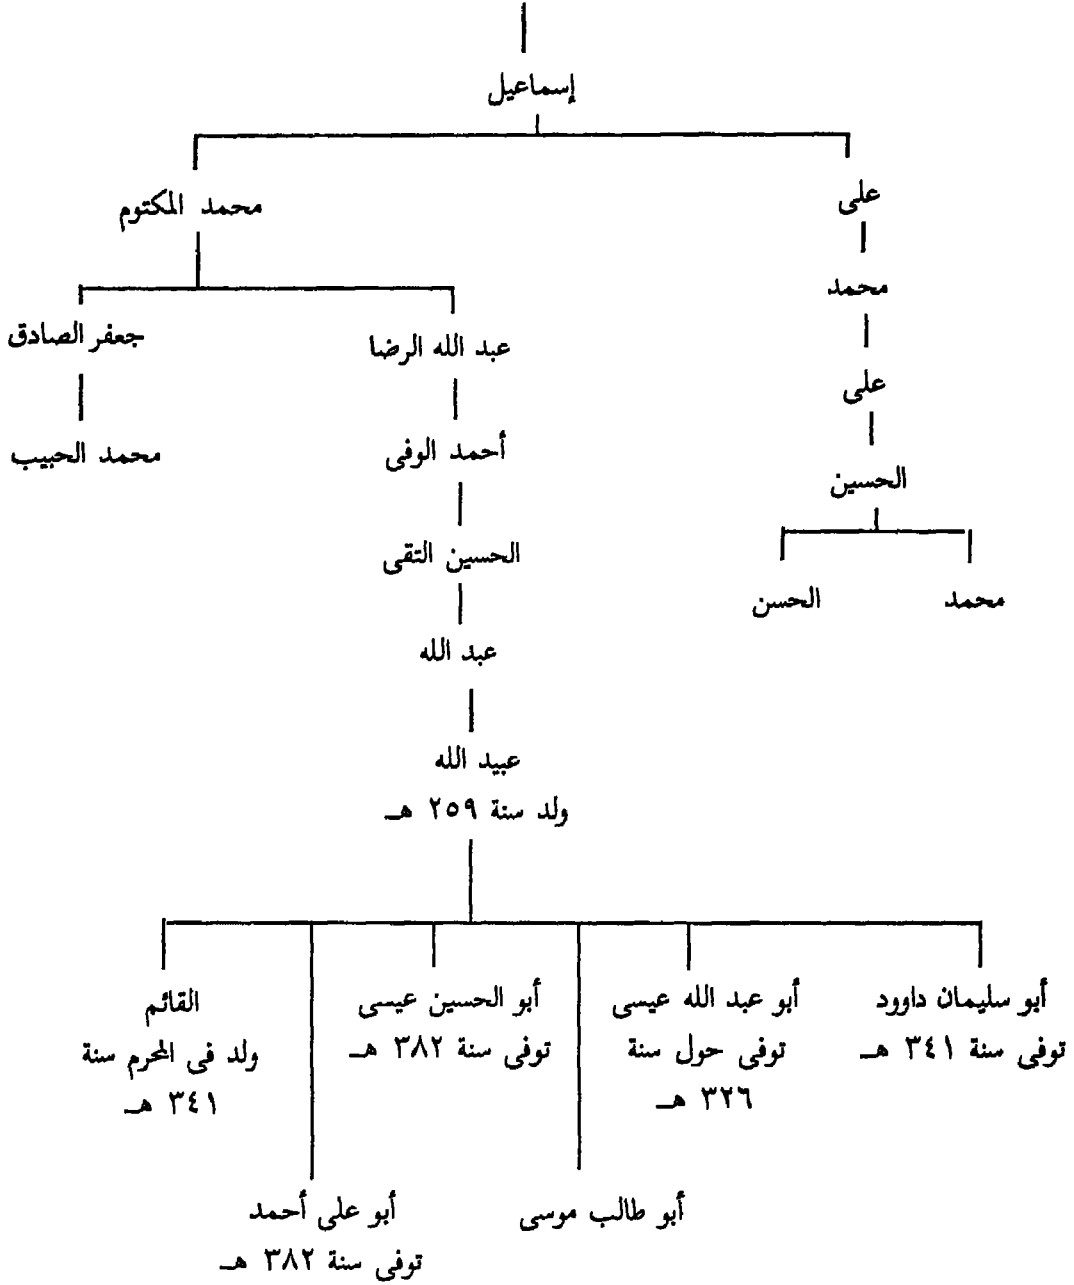 إسماعيل
على
محمد المكتوم
محمد
عبد الله الرضا
جعفر الصادق
على
أحمد الوفى
محمد الحبيب
الحسين
الحسين التقى
محمد
الحسن
عبد الله
عبيد الله
ولد سنة ٢٥٩ هـ
أبو سليمان داوود
توفى سنة ٣٤١ هـ
أبو عبد الله عيسى
توفى حول سنة
٣٢٦ هـ
أبو الحسين عيسى
توفى سنة ٣٨٢ هـ
القائم
ولد فى المحرم سنة
٣٤١ هـ
أبو طالب موسى
أبو على أحمد
توفى سنة ٣٨٢ هـ